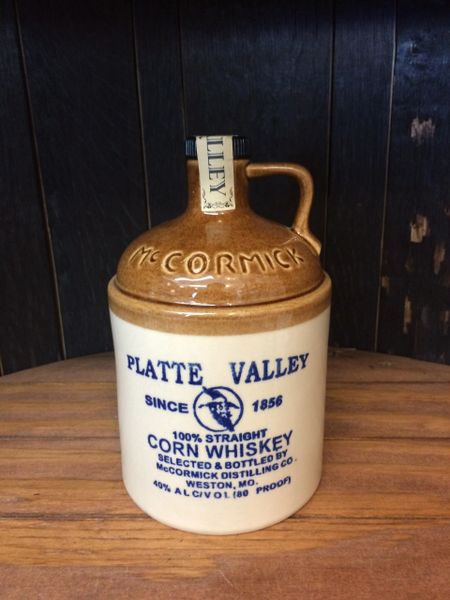 LLEY
McCORMICK
PLATTE VALLEY
SINCE 1856
100% STRAIGHT
CORN WHISKEY
SELECTED & BOTTLED BY
McCORMICK DISTILLING CO.
WESTON, MO.
40% ALC/VOL (80 PROOF)